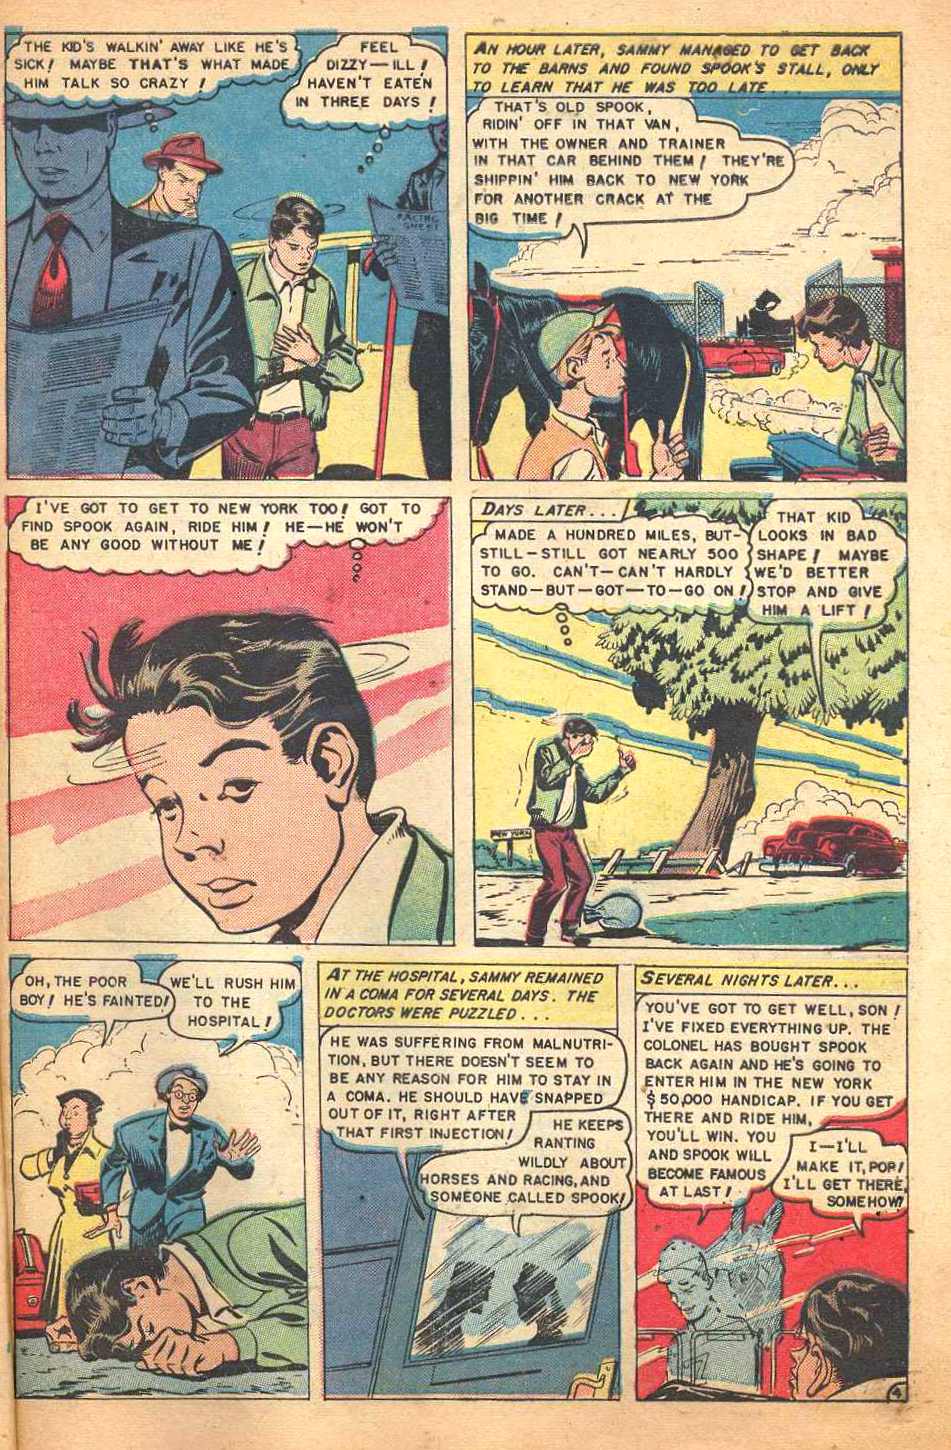 THE KID'S WALKIN' AWAY LIKE HE'S
SICK! MAYBE THAT'S WHAT MADE
HIM TALK SO CRAZY!
FEEL
DIZZY—ILL!
HAVEN'T EATEN
IN THREE DAYS!
RACING
SHEET
AN HOUR LATER, SAMMY MANAGED TO GET BACK
TO THE BARNS AND FOUND SPOOK'S STALL, ONLY
TO LEARN THAT HE WAS TOO LATE...
THAT'S OLD SPOOK,
RIDIN' OFF IN THAT VAN,
WITH THE OWNER AND TRAINER
IN THAT CAR BEHIND THEM! THEY'RE
SHIPPIN' HIM BACK TO NEW YORK
FOR ANOTHER CRACK AT THE
BIG TIME!
I'VE GOT TO GET TO NEW YORK TOO! GOT TO
FIND SPOOK AGAIN, RIDE HIM! HE—HE WON'T
BE ANY GOOD WITHOUT ME!
DAYS LATER...
MADE A HUNDRED MILES, BUT—
STILL—STILL GOT NEARLY 500
TO GO. CAN'T—CAN'T HARDLY
STAND—BUT—GOT—TO—GO ON!
THAT KID
LOOKS IN BAD
SHAPE! MAYBE
WE'D BETTER
STOP AND GIVE
HIM A LIFT!
NEW YORK
OH, THE POOR
BOY! HE'S FAINTED!
WE'LL RUSH HIM
TO THE
HOSPITAL!
AT THE HOSPITAL, SAMMY REMAINED
IN A COMA FOR SEVERAL DAYS. THE
DOCTORS WERE PUZZLED...
HE WAS SUFFERING FROM MALNUTRI-
TION, BUT THERE DOESN'T SEEM TO
BE ANY REASON FOR HIM TO STAY IN
A COMA. HE SHOULD HAVE SNAPPED
OUT OF IT, RIGHT AFTER
THAT FIRST INJECTION!
HE KEEPS
RANTING
WILDLY ABOUT
HORSES AND RACING, AND
SOMEONE CALLED SPOOK!
SEVERAL NIGHTS LATER...
YOU'VE GOT TO GET WELL, SON!
I'VE FIXED EVERYTHING UP. THE
COLONEL HAS BOUGHT SPOOK
BACK AGAIN AND HE'S GOING TO
ENTER HIM IN THE NEW YORK
$50,000 HANDICAP. IF YOU GET
THERE AND RIDE HIM,
YOU'LL WIN. YOU
AND SPOOK WILL
BECOME FAMOUS
AT LAST!
I—I'LL
MAKE IT, POP!
I'LL GET THERE,
SOMEHOW!
4